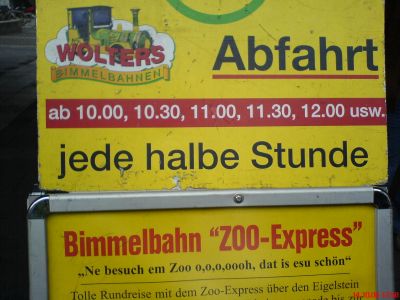 WOLTERS
BIMMELBAHNEN
Abfahrt
ab 10.00, 10.30, 11.00, 11.30, 12.00 usw.
jede halbe Stunde
Bimmelbahn "ZOO-Express"
„Ne besuch em Zoo o,o,o,oooh, dat is esu schön"
Tolle Rundreise mit dem Zoo-Express über den Eigelstein